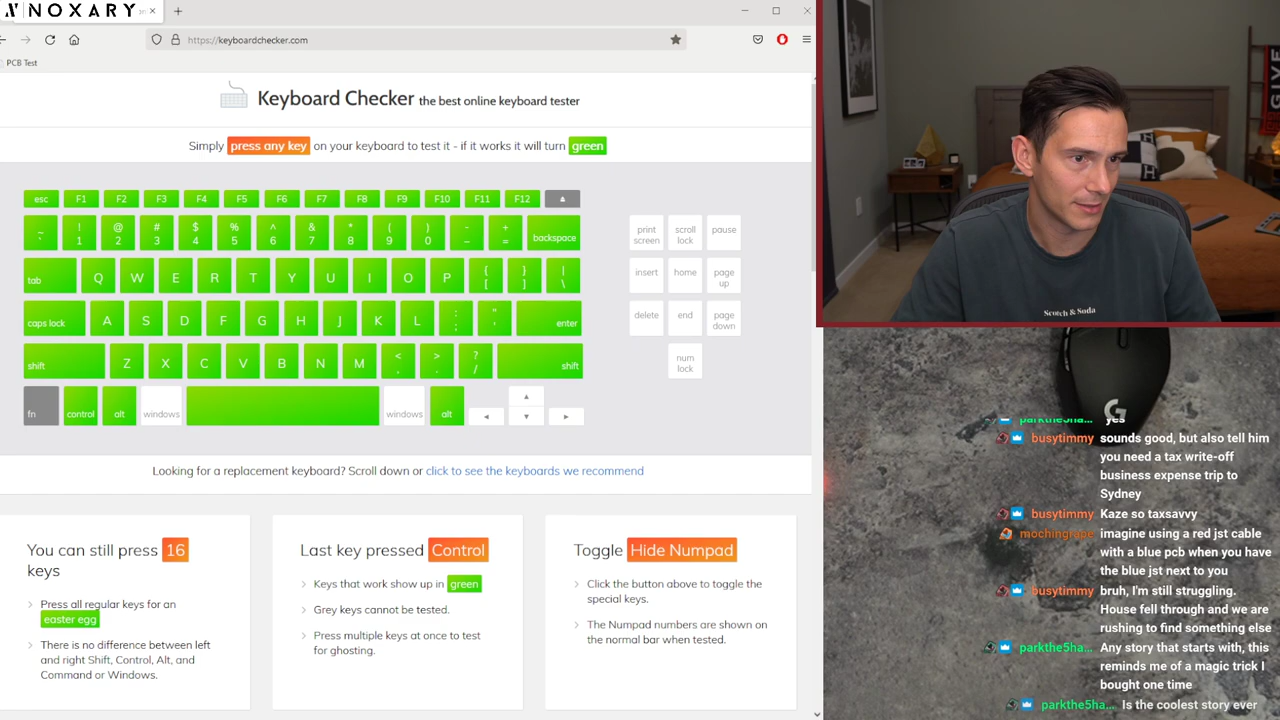 NOXARY
https://keyboardchecker.com
PCB Test
Keyboard Checker the best online keyboard tester
Simply press any key on your keyboard to test it - if it works it will turn green
esc F1 F2 F3 F4 F5 F6 F7 F8 F9 F10 F11 F12
~ ! @ # $ % ^ & * ( ) _ +
` 1 2 3 4 5 6 7 8 9 0 - = backspace
print screen scroll lock pause
tab Q W E R T Y U I O P { [ } ] | \
insert home page up
caps lock A S D F G H J K L : ; " ' enter
delete end page down
shift Z X C V B N M < , > . ? / shift
num lock
fn control alt windows windows alt ◄ ▲ ▼ ►
Looking for a replacement keyboard? Scroll down or click to see the keyboards we recommend
You can still press 16
keys
Press all regular keys for an
easter egg
There is no difference between left
and right Shift, Control, Alt, and
Command or Windows.
Last key pressed Control
Keys that work show up in green
Grey keys cannot be tested.
Press multiple keys at once to test
for ghosting.
Toggle Hide Numpad
Click the button above to toggle the
special keys.
The Numpad numbers are shown on
the normal bar when tested.
Scotch & Soda
G
parkthe5ha... yes
busytimmy sounds good, but also tell him
you need a tax write-off
business expense trip to
Sydney
busytimmy Kaze so taxsavvy
mochingrape imagine using a red jst cable
with a blue pcb when you have
the blue jst next to you
busytimmy bruh, I'm still struggling.
House fell through and we are
rushing to find something else
parkthe5ha... Any story that starts with, this
reminds me of a magic trick I
bought one time
parkthe5ha... Is the coolest story ever